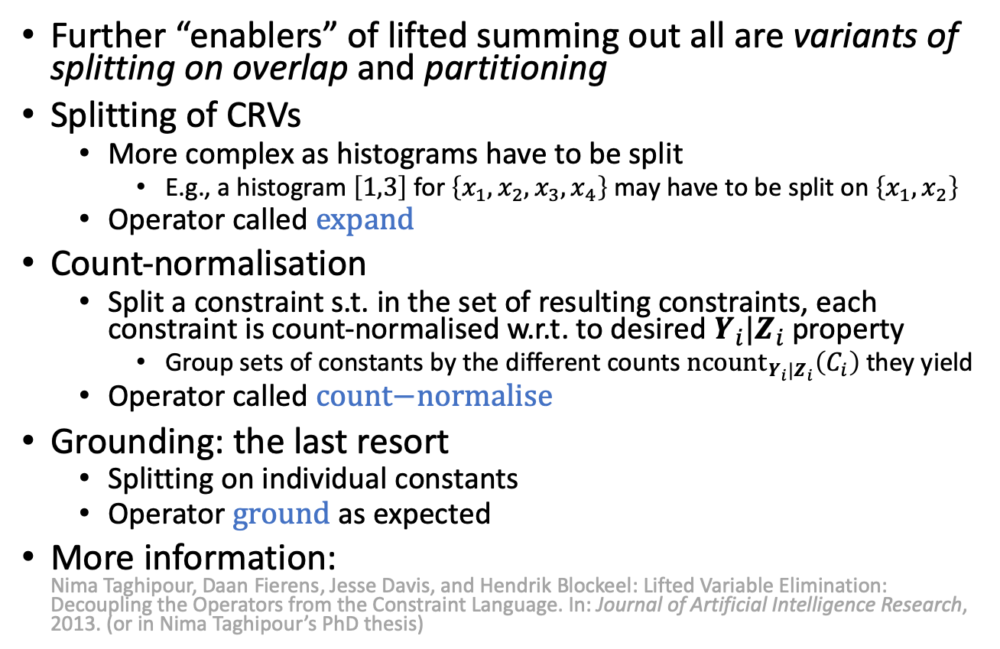 • Further “enablers” of lifted summing out all are variants of
splitting on overlap and partitioning
• Splitting of CRVs
• More complex as histograms have to be split
• E.g., a histogram [1,3] for {x₁, x₂, x₃, x₄} may have to be split on {x₁, x₂}
• Operator called expand
• Count-normalisation
• Split a constraint s.t. in the set of resulting constraints, each
constraint is count-normalised w.r.t. to desired 𝒀ᵢ|𝒁ᵢ property
• Group sets of constants by the different counts ncount_{𝒀ᵢ|𝒁ᵢ}(Cᵢ) they yield
• Operator called count−normalise
• Grounding: the last resort
• Splitting on individual constants
• Operator ground as expected
• More information:
Nima Taghipour, Daan Fierens, Jesse Davis, and Hendrik Blockeel: Lifted Variable Elimination:
Decoupling the Operators from the Constraint Language. In: Journal of Artificial Intelligence Research,
2013. (or in Nima Taghipour’s PhD thesis)